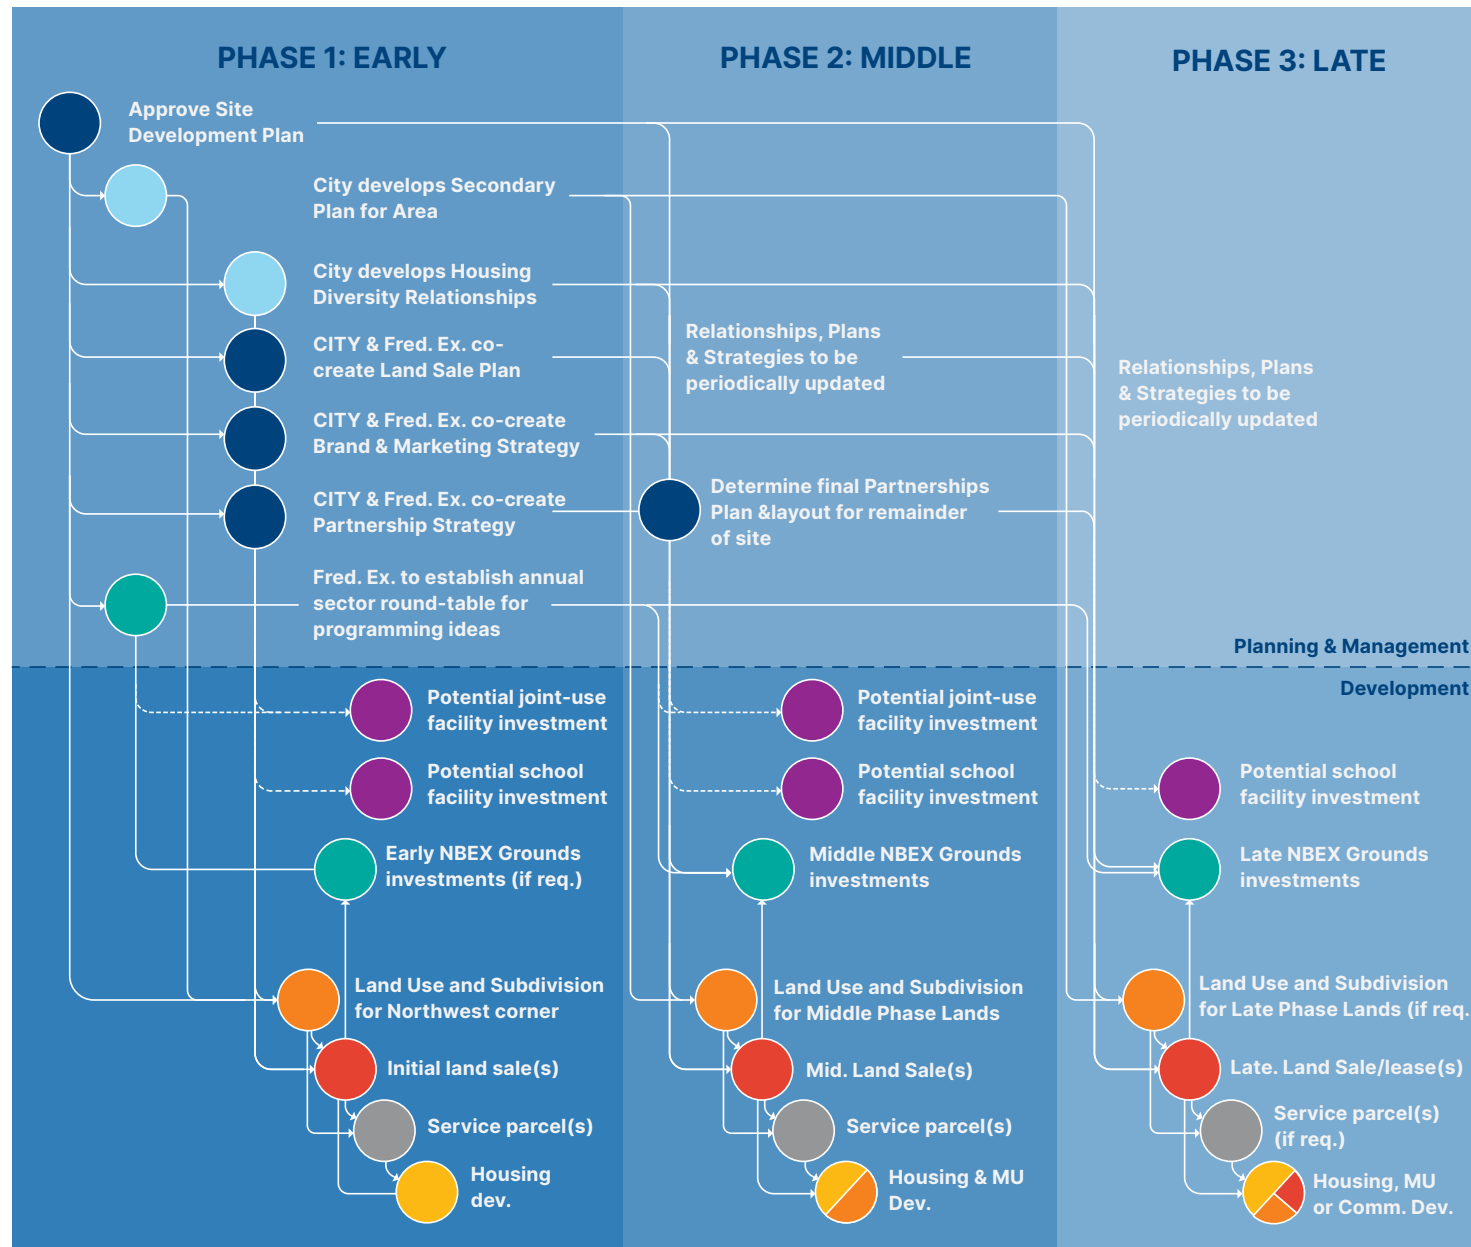 PHASE 1: EARLY
Approve Site
Development Plan
City develops Secondary
Plan for Area
City develops Housing
Diversity Relationships
CITY & Fred. Ex. co-
create Land Sale Plan
CITY & Fred. Ex. co-create
Brand & Marketing Strategy
CITY & Fred. Ex. co-create
Partnership Strategy
Fred. Ex. to establish annual
sector round-table for
programming ideas
Potential joint-use
facility investment
Potential school
facility investment
Early NBEX Grounds
investments (if req.)
Land Use and Subdivision
for Northwest corner
Initial land sale(s)
Service parcel(s)
Housing
dev.
PHASE 2: MIDDLE
Relationships, Plans
& Strategies to be
periodically updated
Determine final Partnerships
Plan &layout for remainder
of site
Potential joint-use
facility investment
Potential school
facility investment
Middle NBEX Grounds
investments
Land Use and Subdivision
for Middle Phase Lands
Mid. Land Sale(s)
Service parcel(s)
Housing & MU
Dev.
PHASE 3: LATE
Relationships, Plans
& Strategies to be
periodically updated
Planning & Management
Development
Potential school
facility investment
Late NBEX Grounds
investments
Land Use and Subdivision
for Late Phase Lands (if req.
Late. Land Sale/lease(s)
Service parcel(s)
(if req.)
Housing, MU
or Comm. Dev.